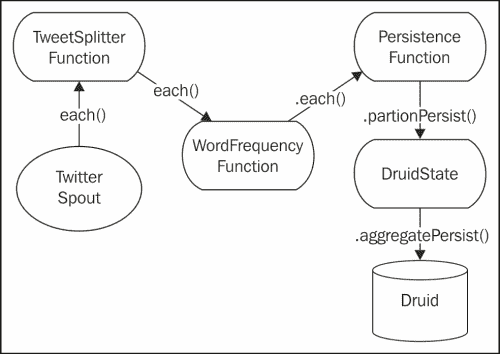 TweetSplitter
Function
each()
Twitter
Spout
each()
WordFrequency
Function
.each()
Persistence
Function
.partionPersist()
DruidState
.aggregatePersist()
Druid